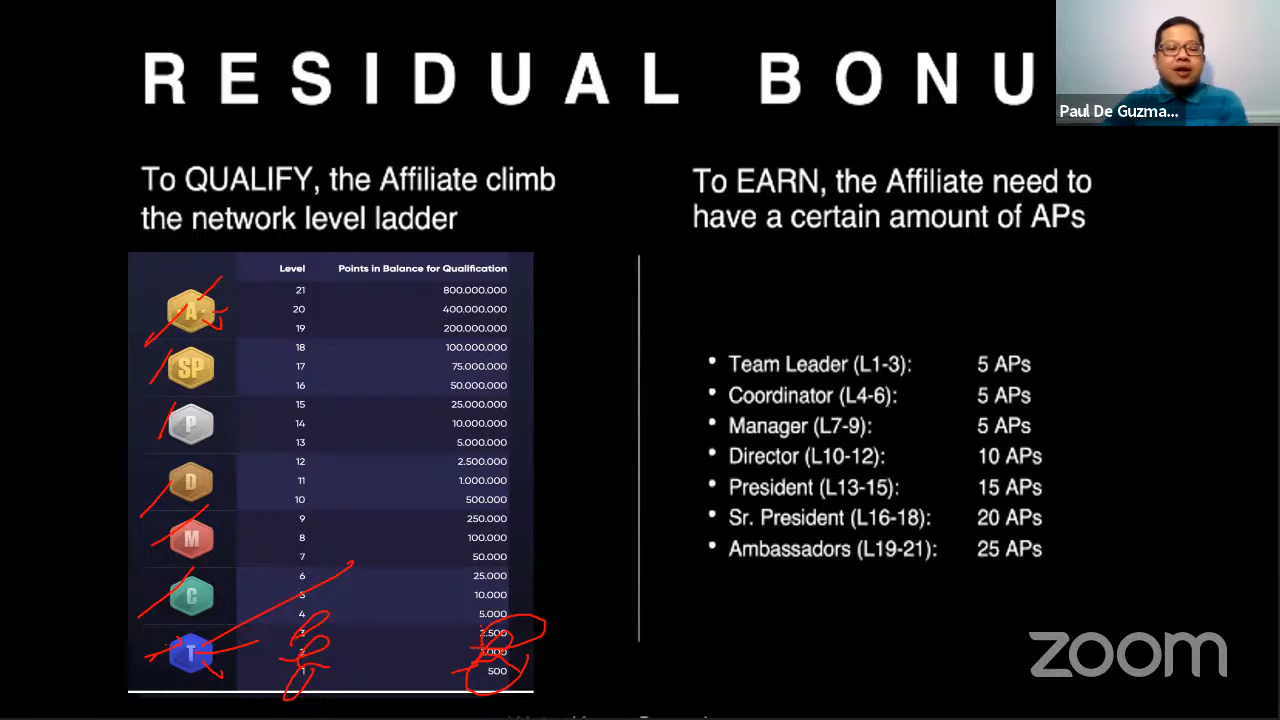 RESIDUAL BONU
Paul De Guzma...
To QUALIFY, the Affiliate climb
the network level ladder
To EARN, the Affiliate need to
have a certain amount of APs
Level Points in Balance for Qualification
21 800.000.000
A 20 400.000.000
19 200.000.000
18 100.000.000
SP 17 75.000.000
16 50.000.000
15 25.000.000
P 14 10.000.000
13 5.000.000
12 2.500.000
D 11 1.000.000
10 500.000
9 250.000
M 8 100.000
7 50.000
6 25.000
C 5 10.000
4 5.000
3 2.500
T 2
1 500
• Team Leader (L1-3): 5 APs
• Coordinator (L4-6): 5 APs
• Manager (L7-9): 5 APs
• Director (L10-12): 10 APs
• President (L13-15): 15 APs
• Sr. President (L16-18): 20 APs
• Ambassadors (L19-21): 25 APs
zoom